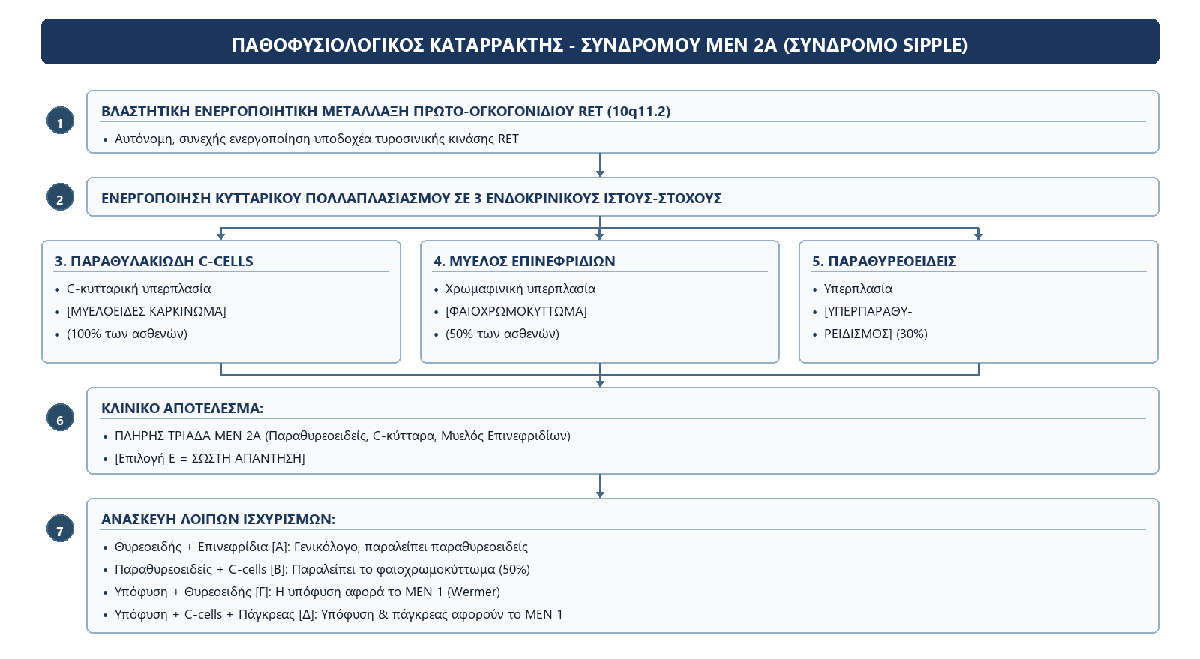 ΠΑΘΟΦΥΣΙΟΛΟΓΙΚΟΣ ΚΑΤΑΡΡΑΚΤΗΣ - ΣΥΝΔΡΟΜΟΥ MEN 2A (ΣΥΝΔΡΟΜΟ SIPPLE)
1
ΒΛΑΣΤΗΤΙΚΗ ΕΝΕΡΓΟΠΟΙΗΤΙΚΗ ΜΕΤΑΛΛΑΞΗ ΠΡΩΤΟ-ΟΓΚΟΓΟΝΙΔΙΟΥ RET (10q11.2)
• Αυτόνομη, συνεχής ενεργοποίηση υποδοχέα τυροσινικής κινάσης RET
2
ΕΝΕΡΓΟΠΟΙΗΣΗ ΚΥΤΤΑΡΙΚΟΥ ΠΟΛΛΑΠΛΑΣΙΑΣΜΟΥ ΣΕ 3 ΕΝΔΟΚΡΙΝΙΚΟΥΣ ΙΣΤΟΥΣ-ΣΤΟΧΟΥΣ
3. ΠΑΡΑΘΥΛΑΚΙΩΔΗ C-CELLS
• C-κυτταρική υπερπλασία
• [ΜΥΕΛΟΕΙΔΕΣ ΚΑΡΚΙΝΩΜΑ]
• (100% των ασθενών)
4. ΜΥΕΛΟΣ ΕΠΙΝΕΦΡΙΔΙΩΝ
• Χρωμαφινική υπερπλασία
• [ΦΑΙΟΧΡΩΜΟΚΥΤΤΩΜΑ]
• (50% των ασθενών)
5. ΠΑΡΑΘΥΡΕΟΕΙΔΕΙΣ
• Υπερπλασία
• [ΥΠΕΡΠΑΡΑΘΥ-
• ΡΕΙΔΙΣΜΟΣ] (30%)
6
ΚΛΙΝΙΚΟ ΑΠΟΤΕΛΕΣΜΑ:
• ΠΛΗΡΗΣ ΤΡΙΑΔΑ MEN 2A (Παραθυρεοειδείς, C-κύτταρα, Μυελός Επινεφριδίων)
• [Επιλογή Ε = ΣΩΣΤΗ ΑΠΑΝΤΗΣΗ]
7
ΑΝΑΣΚΕΥΗ ΛΟΙΠΩΝ ΙΣΧΥΡΙΣΜΩΝ:
• Θυρεοειδής + Επινεφρίδια [Α]: Γενικόλογο, παραλείπει παραθυρεοειδείς
• Παραθυρεοειδείς + C-cells [Β]: Παραλείπει το φαιοχρωμοκύττωμα (50%)
• Υπόφυση + Θυρεοειδής [Γ]: Η υπόφυση αφορά το MEN 1 (Wermer)
• Υπόφυση + C-cells + Πάγκρεας [Δ]: Υπόφυση & πάγκρεας αφορούν το MEN 1